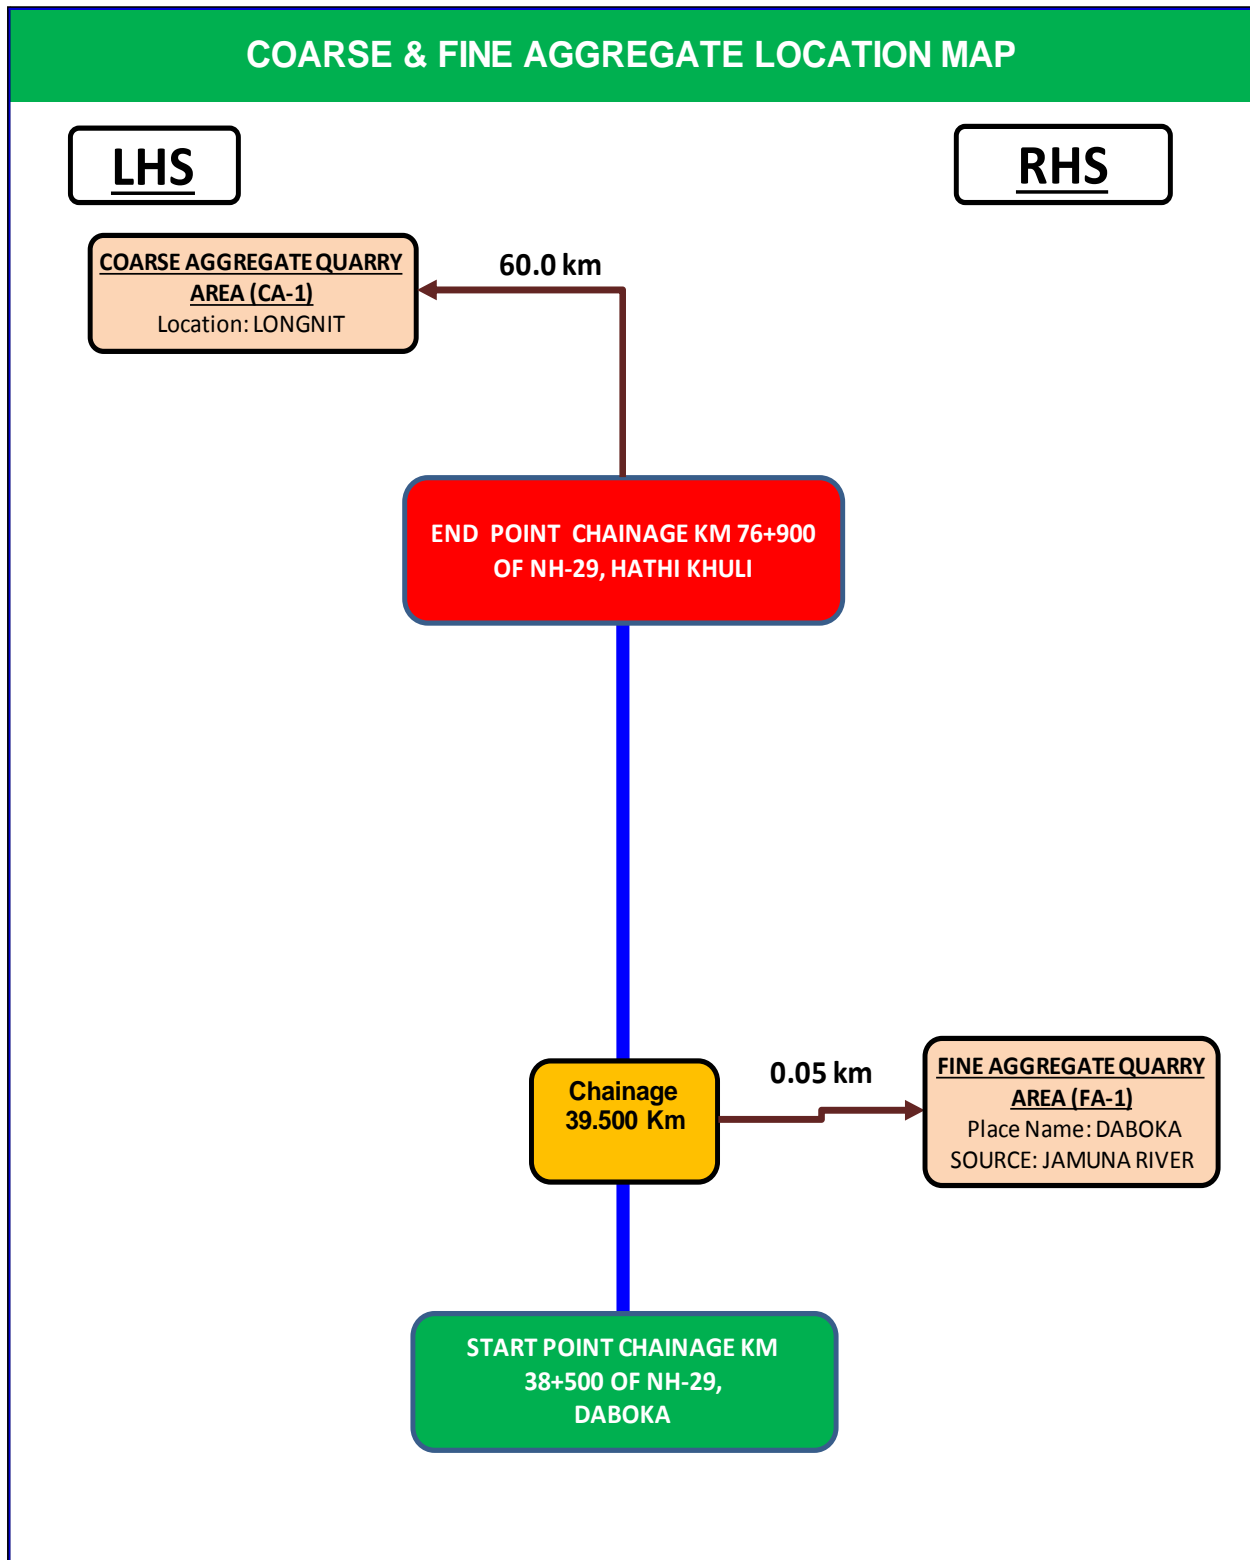 COARSE & FINE AGGREGATE LOCATION MAP
LHS
RHS
COARSE AGGREGATE QUARRY
AREA (CA-1)
Location: LONGNIT
60.0 km
END POINT CHAINAGE KM 76+900
OF NH-29, HATHI KHULI
Chainage
39.500 Km
0.05 km
FINE AGGREGATE QUARRY
AREA (FA-1)
Place Name: DABOKA
SOURCE: JAMUNA RIVER
START POINT CHAINAGE KM
38+500 OF NH-29,
DABOKA